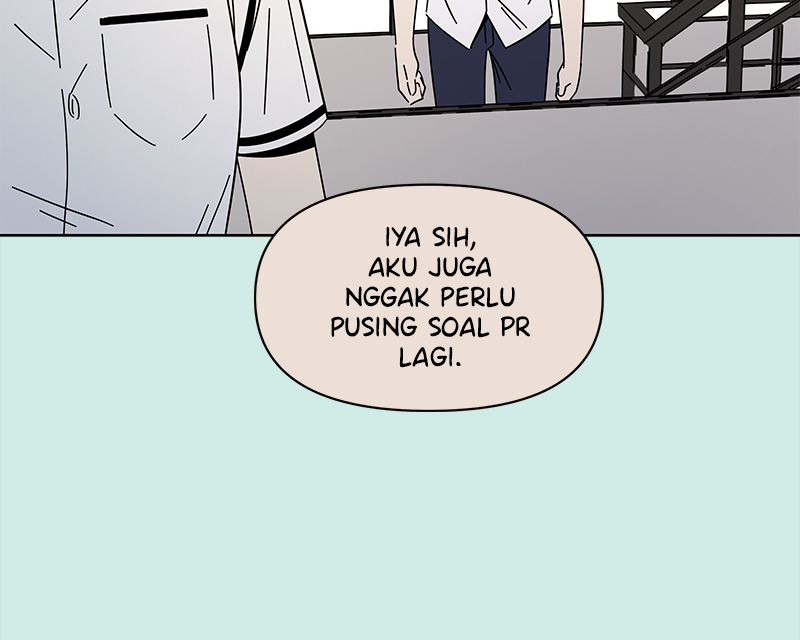 IYA SIH,
AKU JUGA
NGGAK PERLU
PUSING SOAL PR
LAGI.